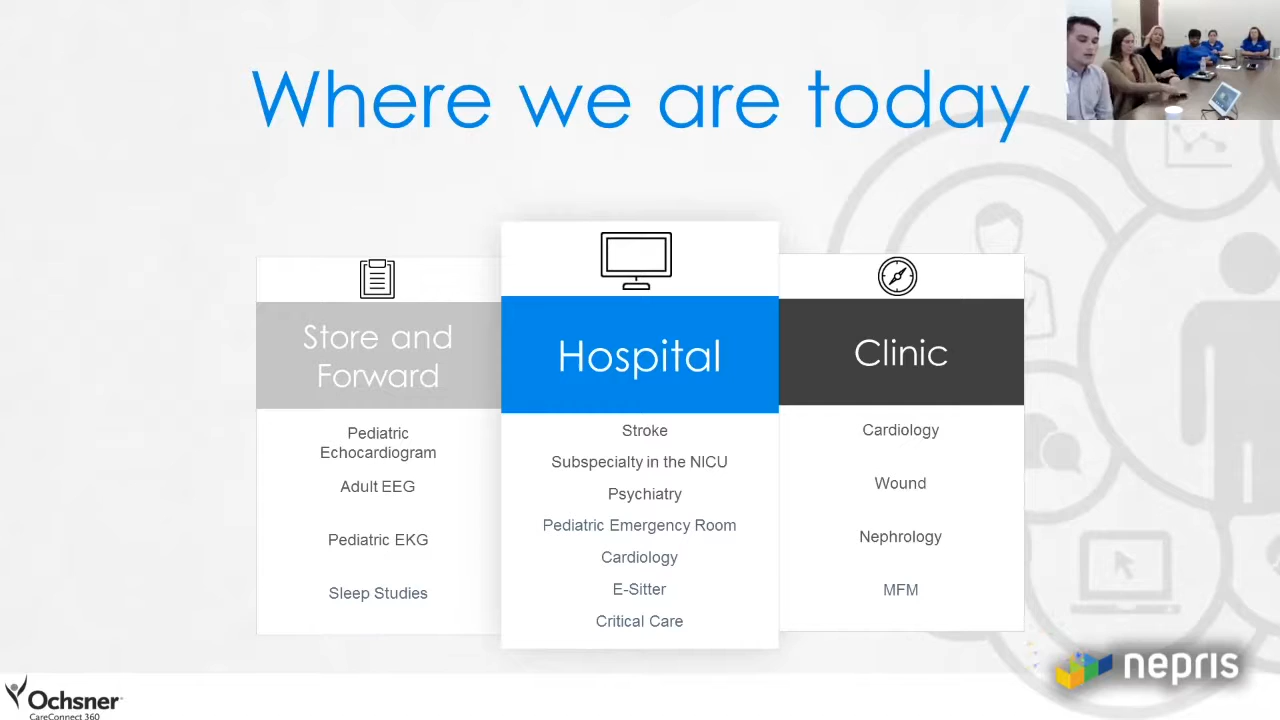 Where we are today
Store and
Forward
Pediatric
Echocardiogram
Adult EEG
Pediatric EKG
Sleep Studies
Hospital
Stroke
Subspecialty in the NICU
Psychiatry
Pediatric Emergency Room
Cardiology
E-Sitter
Critical Care
Clinic
Cardiology
Wound
Nephrology
MFM
nepris
Ochsner
CareConnect 360